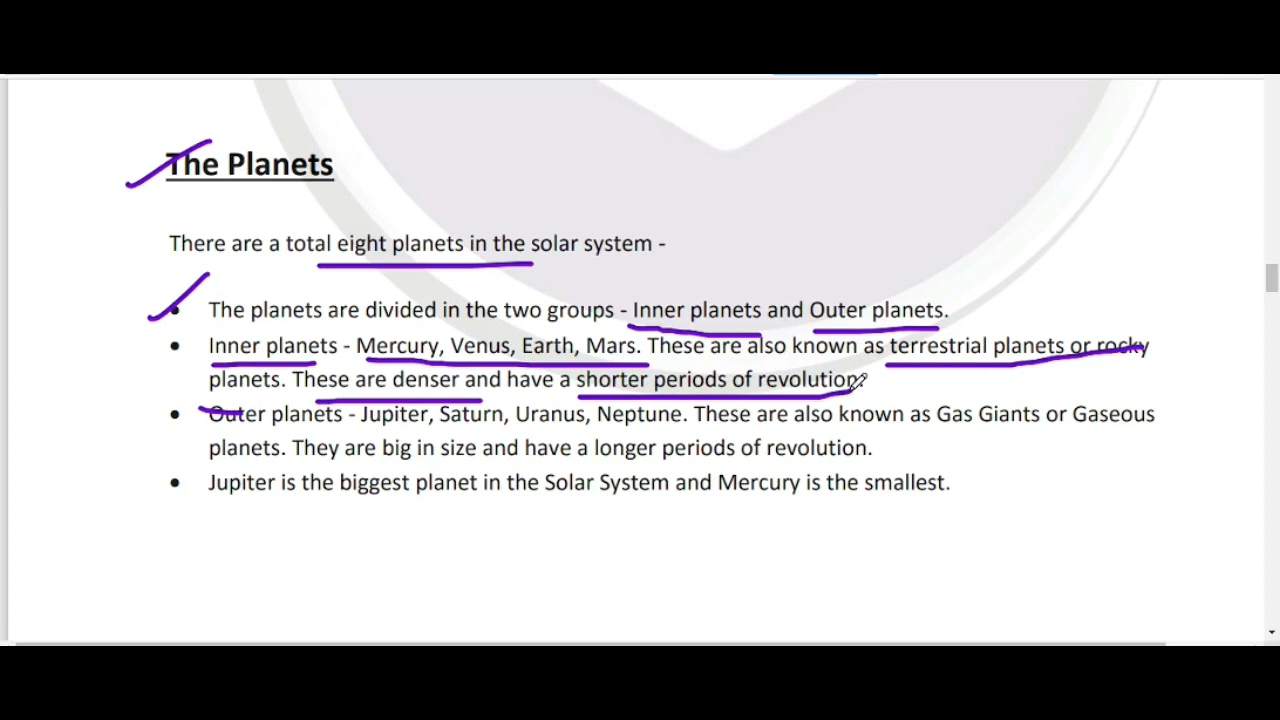 The Planets
There are a total eight planets in the solar system -
• The planets are divided in the two groups - Inner planets and Outer planets.
• Inner planets - Mercury, Venus, Earth, Mars. These are also known as terrestrial planets or rocky
planets. These are denser and have a shorter periods of revolution.
• Outer planets - Jupiter, Saturn, Uranus, Neptune. These are also known as Gas Giants or Gaseous
planets. They are big in size and have a longer periods of revolution.
• Jupiter is the biggest planet in the Solar System and Mercury is the smallest.